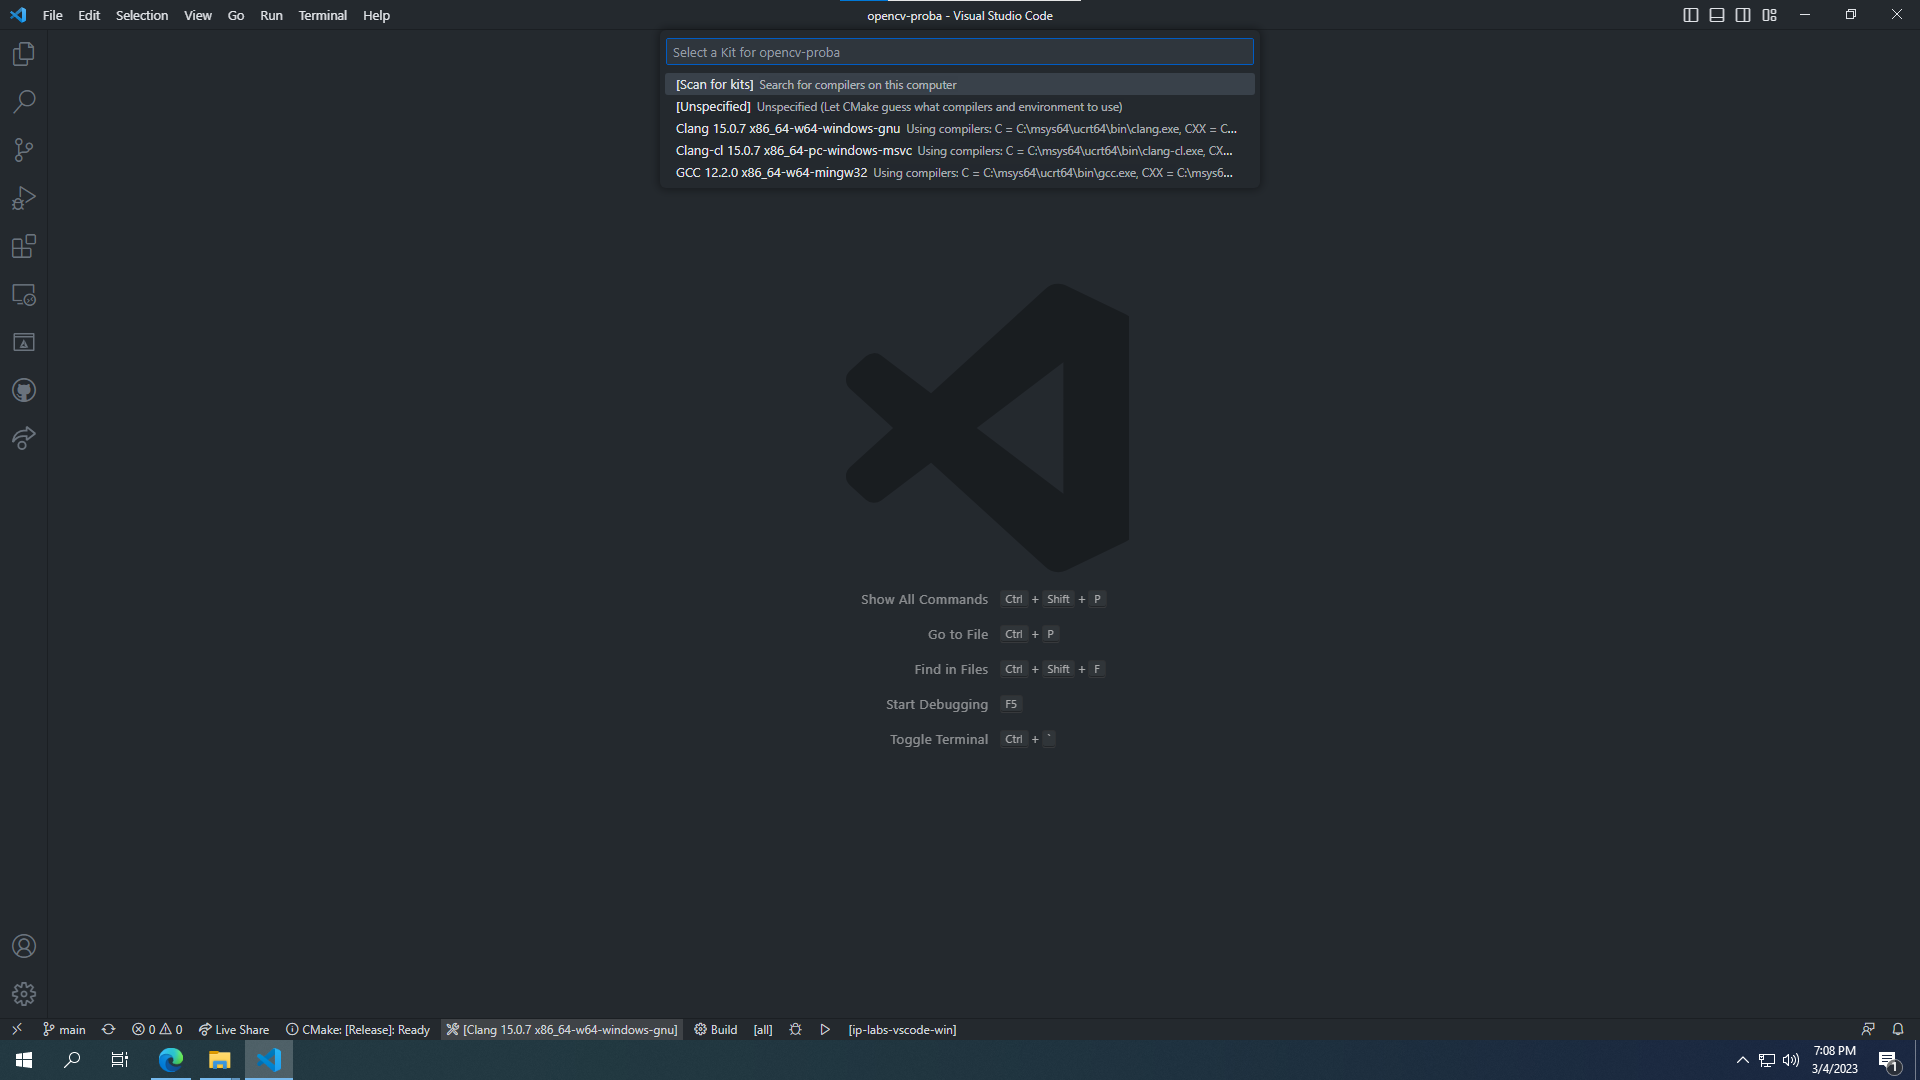 File Edit Selection View Go Run Terminal Help
opencv-proba - Visual Studio Code
Select a Kit for opencv-proba
[Scan for kits] Search for compilers on this computer
[Unspecified] Unspecified (Let CMake guess what compilers and environment to use)
Clang 15.0.7 x86_64-w64-windows-gnu Using compilers: C = C:\msys64\ucrt64\bin\clang.exe, CXX = C...
Clang-cl 15.0.7 x86_64-pc-windows-msvc Using compilers: C = C:\msys64\ucrt64\bin\clang-cl.exe, CX...
GCC 12.2.0 x86_64-w64-mingw32 Using compilers: C = C:\msys64\ucrt64\bin\gcc.exe, CXX = C:\msys6...
Show All Commands Ctrl + Shift + P
Go to File Ctrl + P
Find in Files Ctrl + Shift + F
Start Debugging F5
Toggle Terminal Ctrl + `
main 0 0 Live Share CMake: [Release]: Ready [Clang 15.0.7 x86_64-w64-windows-gnu] Build [all] [ip-labs-vscode-win]
7:08 PM
3/4/2023
1